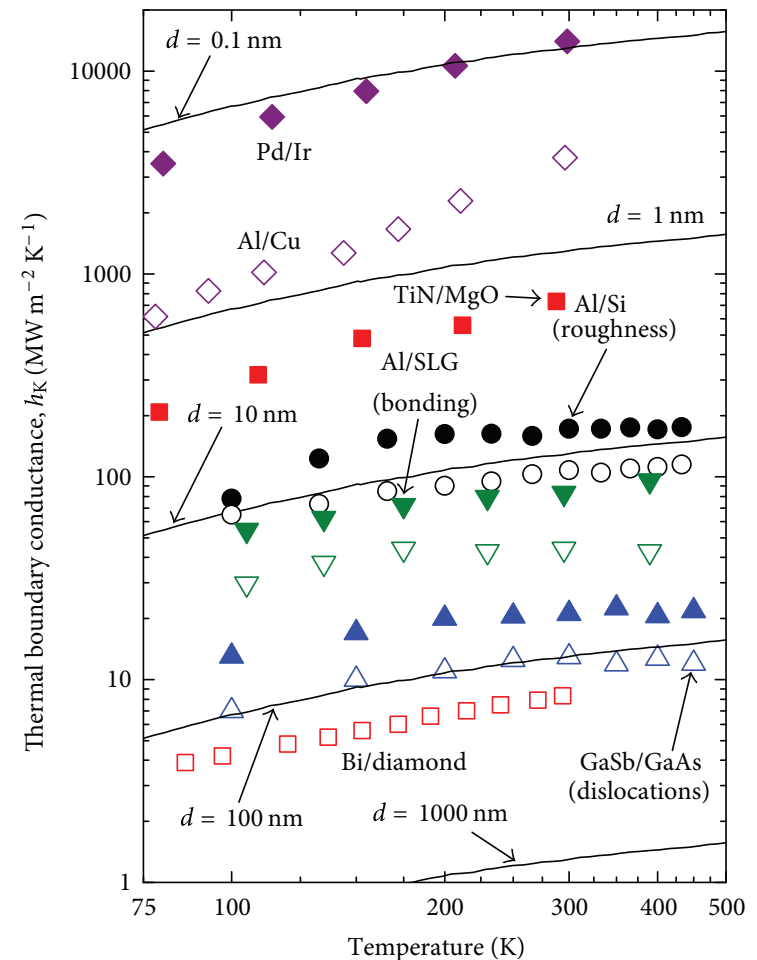 d = 0.1 nm
10000
Pd/Ir
d = 1 nm
Al/Cu
1000
TiN/MgO
Al/Si
(roughness)
Al/SLG
(bonding)
d = 10 nm
100
10
Bi/diamond
GaSb/GaAs
(dislocations)
d = 100 nm
d = 1000 nm
1
75 100 200 300 400 500
Temperature (K)
Thermal boundary conductance, h_K (MW m⁻² K⁻¹)